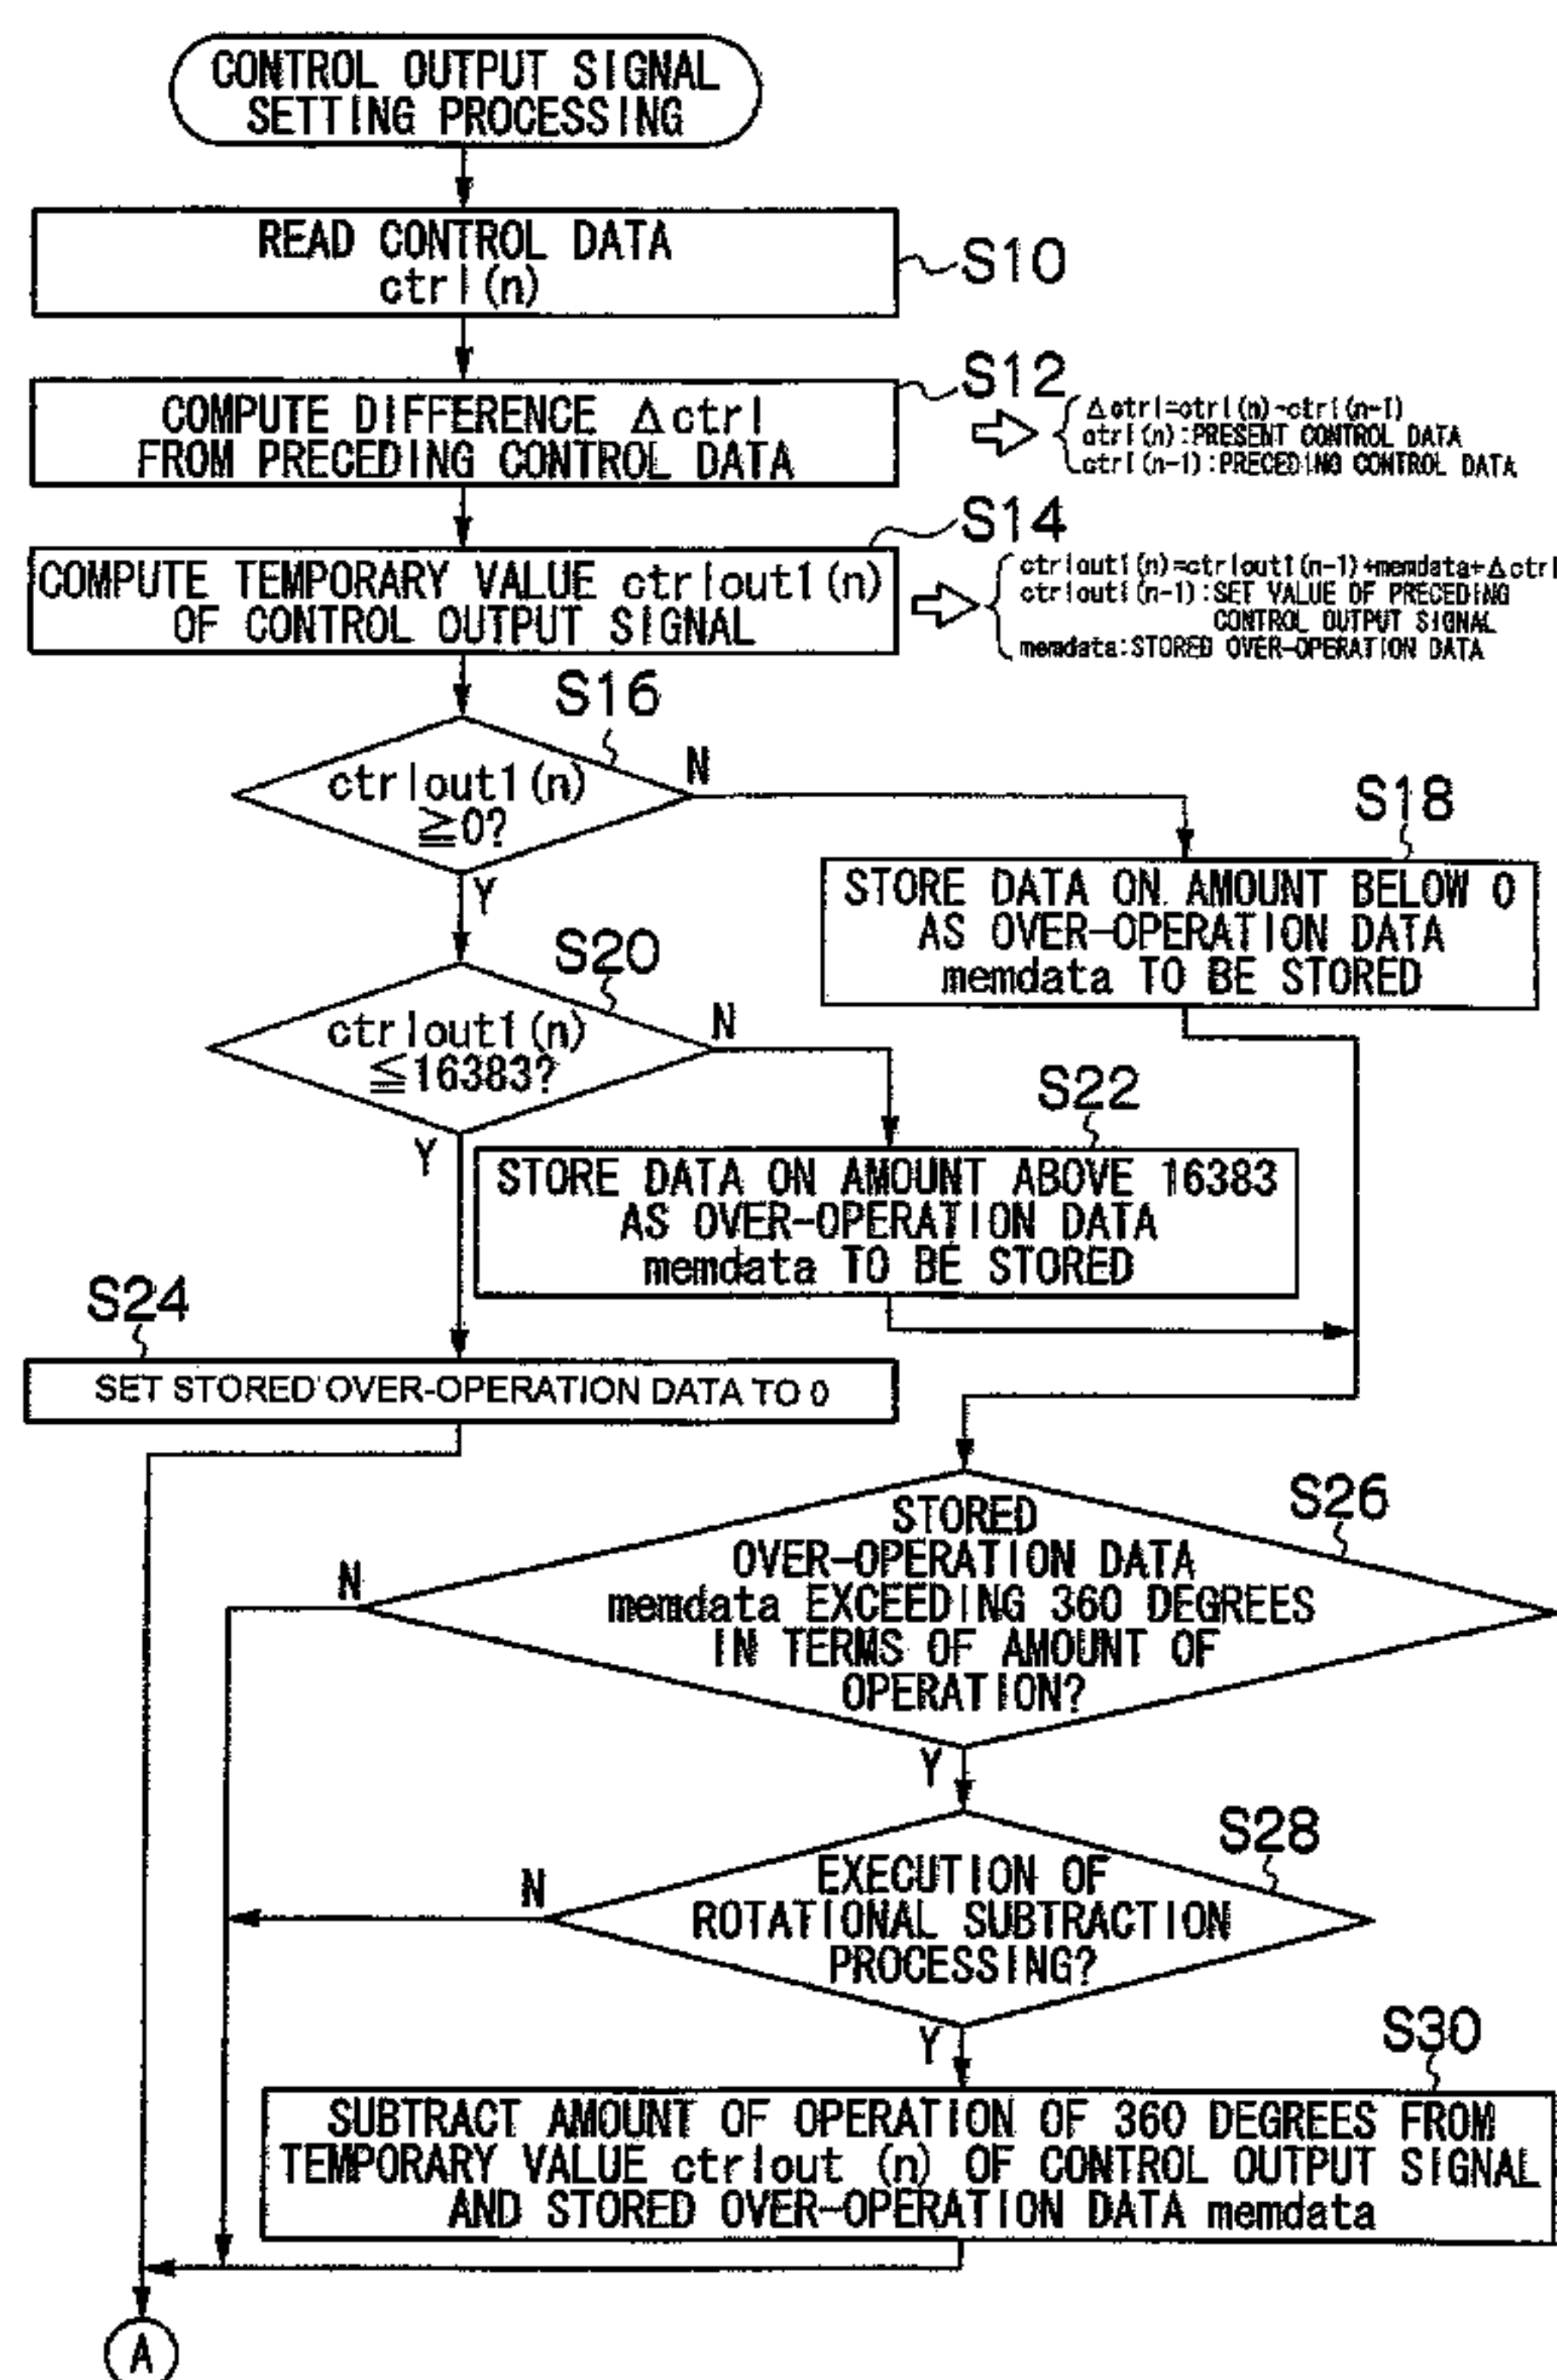 CONTROL OUTPUT SIGNAL
SETTING PROCESSING
READ CONTROL DATA
ctrl(n)
S10
COMPUTE DIFFERENCE Δctrl
FROM PRECEDING CONTROL DATA
S12
Δctrl=ctrl(n)-ctrl(n-1)
ctrl(n):PRESENT CONTROL DATA
ctrl(n-1):PRECEDING CONTROL DATA
S14
COMPUTE TEMPORARY VALUE ctrlout1(n)
OF CONTROL OUTPUT SIGNAL
ctrlout1(n)=ctrlout1(n-1)+memdata+Δctrl
ctrlout1(n-1):SET VALUE OF PRECEDING
CONTROL OUTPUT SIGNAL
memdata:STORED OVER-OPERATION DATA
S16
ctrlout1(n)
≧0?
N
Y
S18
STORE DATA ON AMOUNT BELOW 0
AS OVER-OPERATION DATA
memdata TO BE STORED
S20
ctrlout1(n)
≦16383?
N
Y
S22
STORE DATA ON AMOUNT ABOVE 16383
AS OVER-OPERATION DATA
memdata TO BE STORED
S24
SET STORED OVER-OPERATION DATA TO 0
S26
STORED
OVER-OPERATION DATA
memdata EXCEEDING 360 DEGREES
IN TERMS OF AMOUNT OF
OPERATION?
N
Y
S28
EXECUTION OF
ROTATIONAL SUBTRACTION
PROCESSING?
N
Y
S30
SUBTRACT AMOUNT OF OPERATION OF 360 DEGREES FROM
TEMPORARY VALUE ctrlout (n) OF CONTROL OUTPUT SIGNAL
AND STORED OVER-OPERATION DATA memdata
A